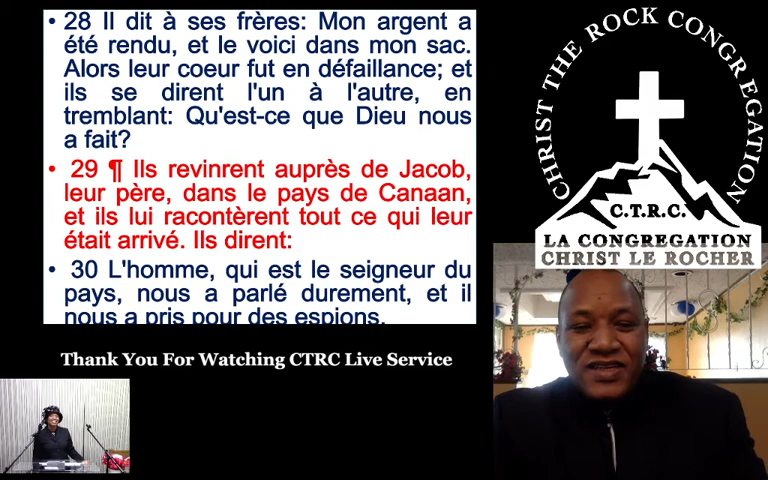 • 28 Il dit à ses frères: Mon argent a
été rendu, et le voici dans mon sac.
Alors leur coeur fut en défaillance; et
ils se dirent l'un à l'autre, en
tremblant: Qu'est-ce que Dieu nous
a fait?
• 29 ¶ Ils revinrent auprès de Jacob,
leur père, dans le pays de Canaan,
et ils lui racontèrent tout ce qui leur
était arrivé. Ils dirent:
• 30 L'homme, qui est le seigneur du
pays, nous a parlé durement, et il
nous a pris pour des espions.
Thank You For Watching CTRC Live Service
CHRIST THE ROCK CONGREGATION
C.T.R.C.
LA CONGREGATION
CHRIST LE ROCHER